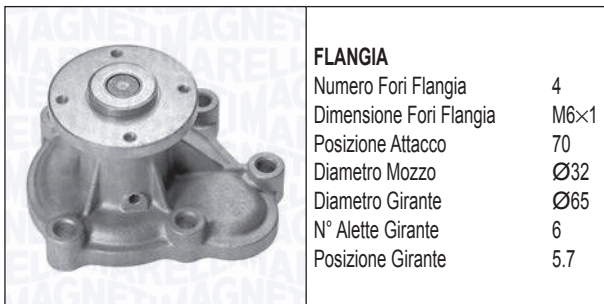 FLANGIA
Numero Fori Flangia 4
Dimensione Fori Flangia M6×1
Posizione Attacco 70
Diametro Mozzo Ø32
Diametro Girante Ø65
N° Alette Girante 6
Posizione Girante 5.7